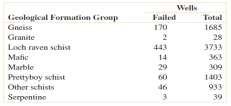 Wells
Geological Formation Group Failed Total
Gneiss 170 1685
Granite 2 28
Loch raven schist 443 3733
Mafic 14 363
Marble 29 309
Prettyboy schist 60 1403
Other schists 46 933
Serpentine 3 39